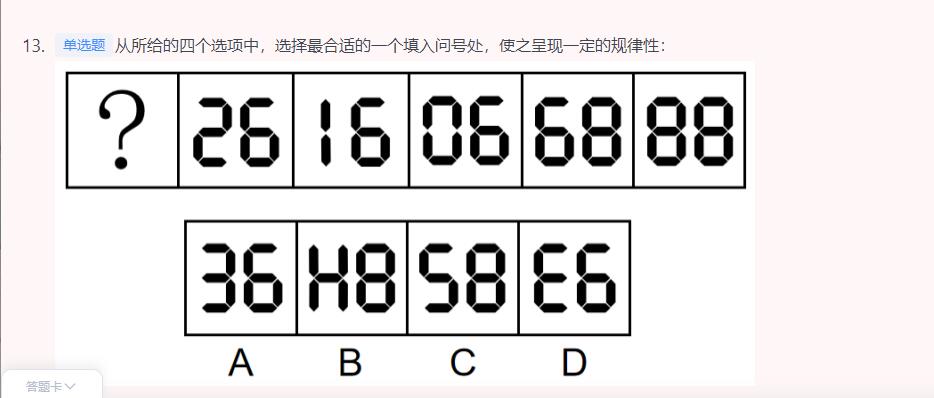 13. 单选题 从所给的四个选项中，选择最合适的一个填入问号处，使之呈现一定的规律性：
? 26 16 06 68 88
36 H8 58 E6
A B C D
答题卡